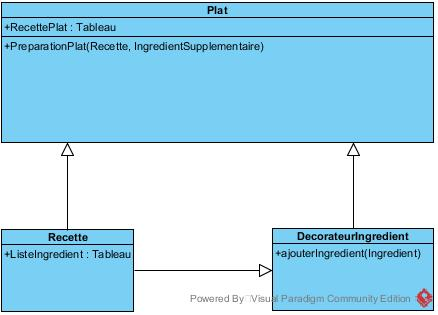 Plat
+RecettePlat : Tableau
+PreparationPlat(Recette, IngredientSupplementaire)
Recette
+ListeIngredient : Tableau
DecorateurIngredient
+ajouterIngredient(Ingredient)
Powered By Visual Paradigm Community Edition